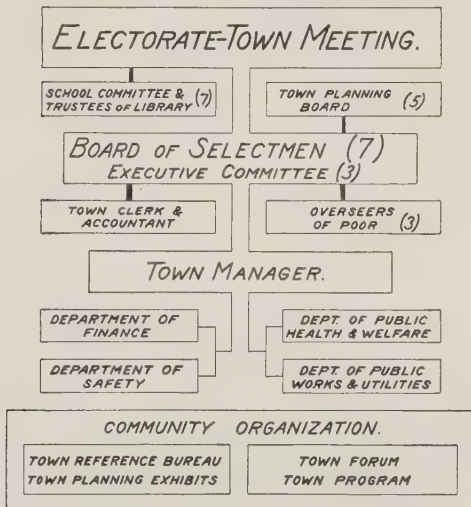 ELECTORATE-TOWN MEETING.
SCHOOL COMMITTEE &
TRUSTEES OF LIBRARY (7)
TOWN PLANNING
BOARD (5)
BOARD OF SELECTMEN (7)
EXECUTIVE COMMITTEE (3)
TOWN CLERK &
ACCOUNTANT
OVERSEERS
OF POOR (3)
TOWN MANAGER.
DEPARTMENT OF
FINANCE
DEPT. OF PUBLIC
HEALTH & WELFARE
DEPARTMENT OF
SAFETY
DEPT. OF PUBLIC
WORKS & UTILITIES
COMMUNITY ORGANIZATION.
TOWN REFERENCE BUREAU
TOWN PLANNING EXHIBITS
TOWN FORUM
TOWN PROGRAM